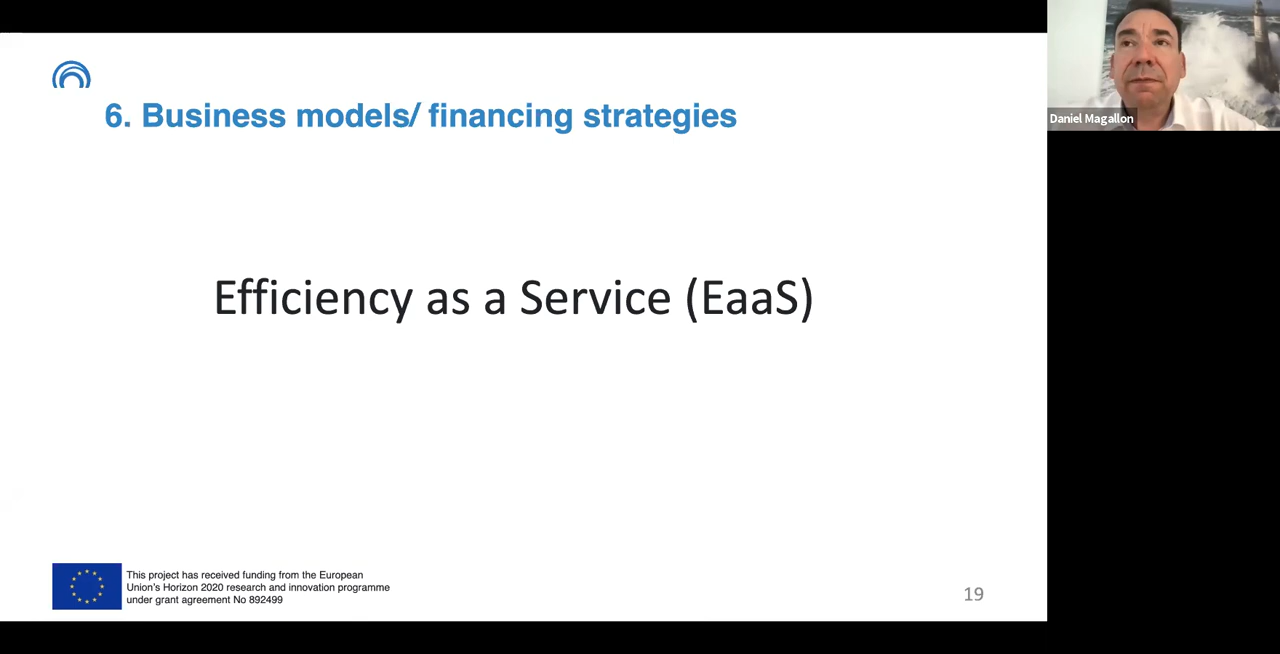 6. Business models/ financing strategies
Efficiency as a Service (EaaS)
This project has received funding from the European
Union's Horizon 2020 research and innovation programme
under grant agreement No 892499
19
Daniel Magallon